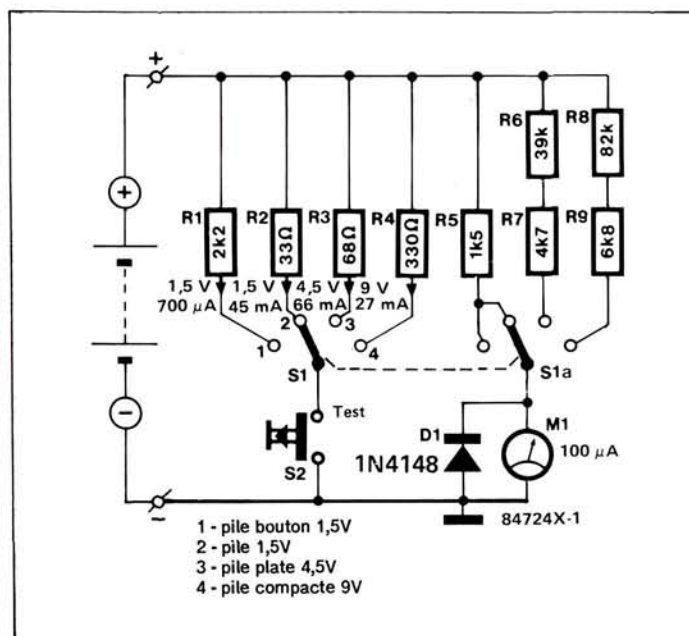 +
R6
39k
R8
82k
+
R1
2k2
R2
33Ω
R3
68Ω
R4
330Ω
R5
1k5
R7
4k7
R9
6k8
1,5 V 1,5 V 4,5 V 9 V
700 µA 45 mA 66 mA 27 mA
1
2
3
4
S1
S1a
Test
S2
D1
1N4148
M1
100 µA
84724X-1
1 - pile bouton 1,5V
2 - pile 1,5V
3 - pile plate 4,5V
4 - pile compacte 9V